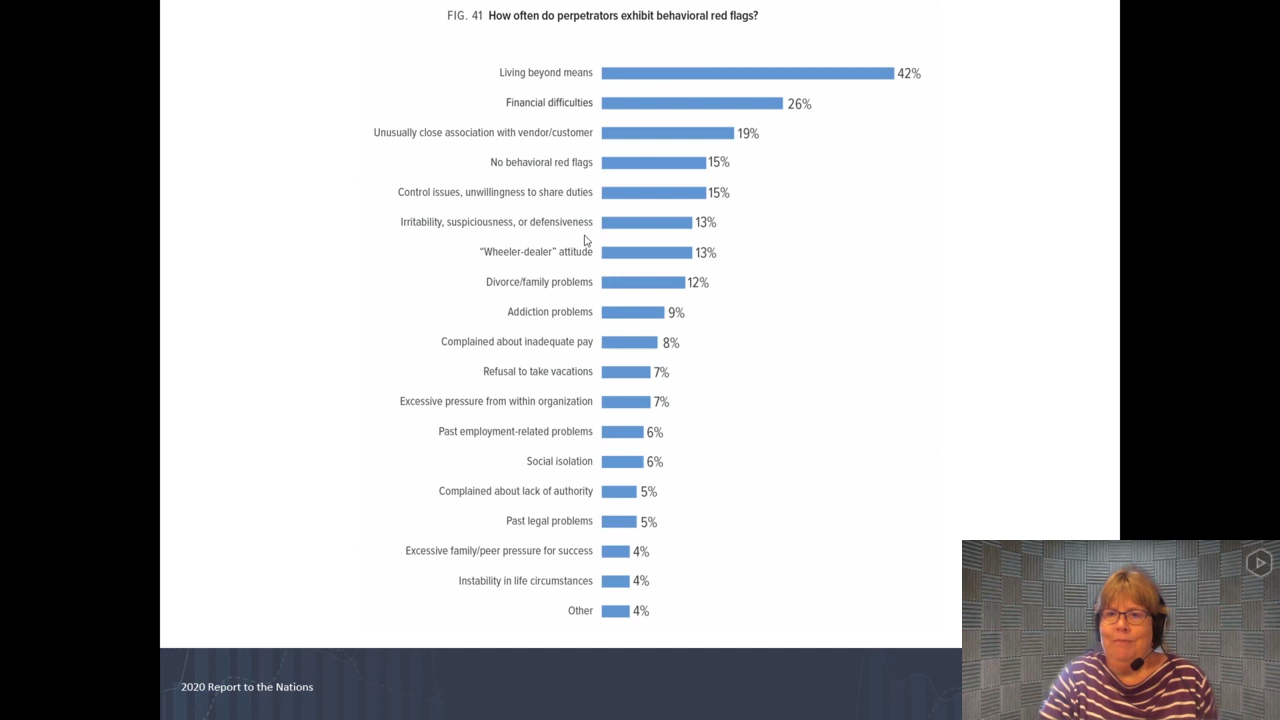 FIG. 41 How often do perpetrators exhibit behavioral red flags?
Living beyond means 42%
Financial difficulties 26%
Unusually close association with vendor/customer 19%
No behavioral red flags 15%
Control issues, unwillingness to share duties 15%
Irritability, suspiciousness, or defensiveness 13%
“Wheeler-dealer” attitude 13%
Divorce/family problems 12%
Addiction problems 9%
Complained about inadequate pay 8%
Refusal to take vacations 7%
Excessive pressure from within organization 7%
Past employment-related problems 6%
Social isolation 6%
Complained about lack of authority 5%
Past legal problems 5%
Excessive family/peer pressure for success 4%
Instability in life circumstances 4%
Other 4%
2020 Report to the Nations